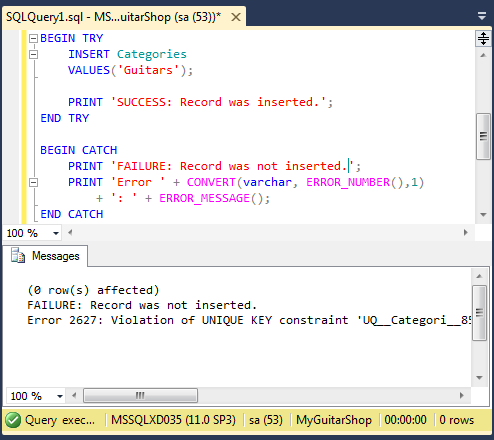 SQLQuery1.sql - MS...uitarShop (sa (53))*
BEGIN TRY
INSERT Categories
VALUES('Guitars');
PRINT 'SUCCESS: Record was inserted.';
END TRY
BEGIN CATCH
PRINT 'FAILURE: Record was not inserted.';
PRINT 'Error ' + CONVERT(varchar, ERROR_NUMBER(),1)
+ ': ' + ERROR_MESSAGE();
END CATCH
100 %
Messages
(0 row(s) affected)
FAILURE: Record was not inserted.
Error 2627: Violation of UNIQUE KEY constraint 'UQ__Categori__85
100 %
Query exec... MSSQLXD035 (11.0 SP3) sa (53) MyGuitarShop 00:00:00 0 rows